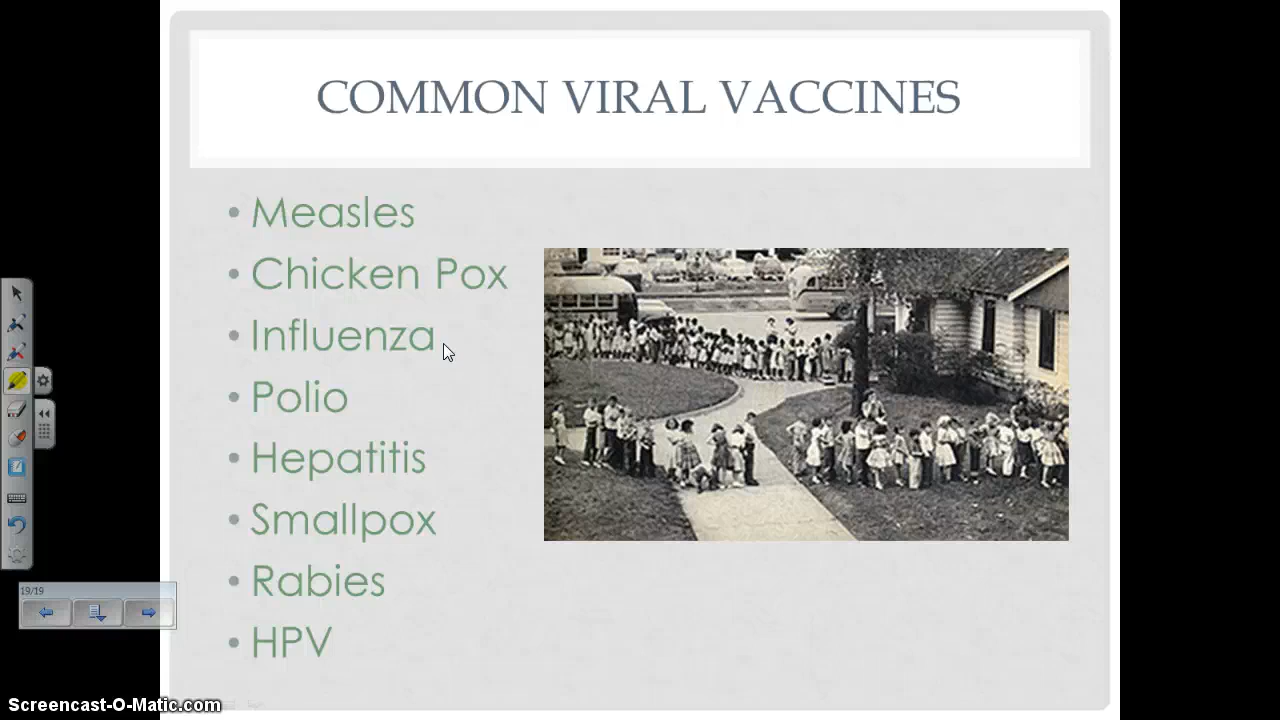 COMMON VIRAL VACCINES
• Measles
• Chicken Pox
• Influenza
• Polio
• Hepatitis
• Smallpox
• Rabies
• HPV
19/19
Screencast-O-Matic.com